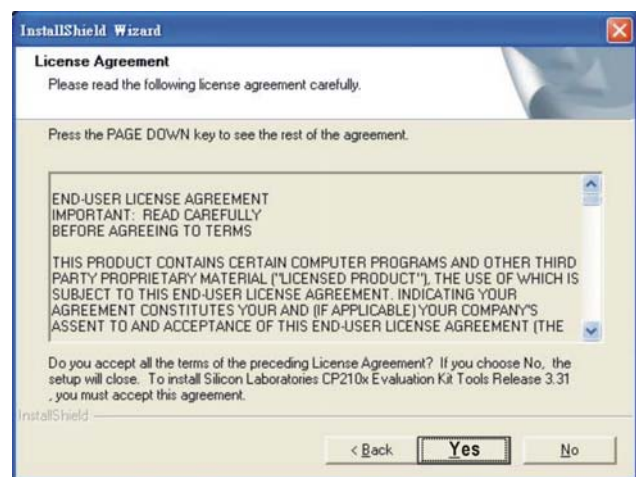 InstallShield Wizard
License Agreement
Please read the following license agreement carefully.
Press the PAGE DOWN key to see the rest of the agreement.
END-USER LICENSE AGREEMENT
IMPORTANT: READ CAREFULLY
BEFORE AGREEING TO TERMS
THIS PRODUCT CONTAINS CERTAIN COMPUTER PROGRAMS AND OTHER THIRD
PARTY PROPRIETARY MATERIAL ("LICENSED PRODUCT"), THE USE OF WHICH IS
SUBJECT TO THIS END-USER LICENSE AGREEMENT. INDICATING YOUR
AGREEMENT CONSTITUTES YOUR AND (IF APPLICABLE) YOUR COMPANY'S
ASSENT TO AND ACCEPTANCE OF THIS END-USER LICENSE AGREEMENT (THE
Do you accept all the terms of the preceding License Agreement? If you choose No, the
setup will close. To install Silicon Laboratories CP210x Evaluation Kit Tools Release 3.31
, you must accept this agreement.
InstallShield
< Back Yes No